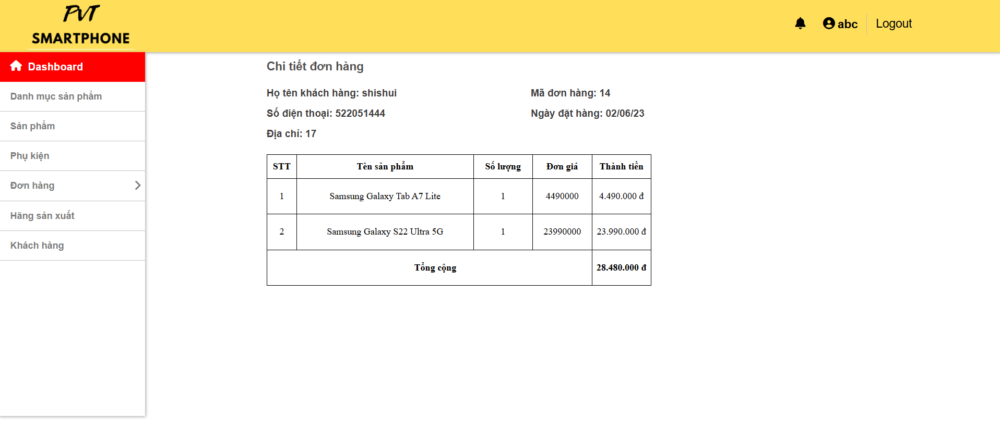 PVT
SMARTPHONE
abc
Logout
Dashboard
Danh mục sản phẩm
Sản phẩm
Phụ kiện
Đơn hàng
Hãng sản xuất
Khách hàng
Chi tiết đơn hàng
Họ tên khách hàng: shishui
Mã đơn hàng: 14
Số điện thoại: 522051444
Ngày đặt hàng: 02/06/23
Địa chỉ: 17
STT Tên sản phẩm Số lượng Đơn giá Thành tiền
1 Samsung Galaxy Tab A7 Lite 1 4490000 4.490.000 đ
2 Samsung Galaxy S22 Ultra 5G 1 23990000 23.990.000 đ
Tổng cộng 28.480.000 đ